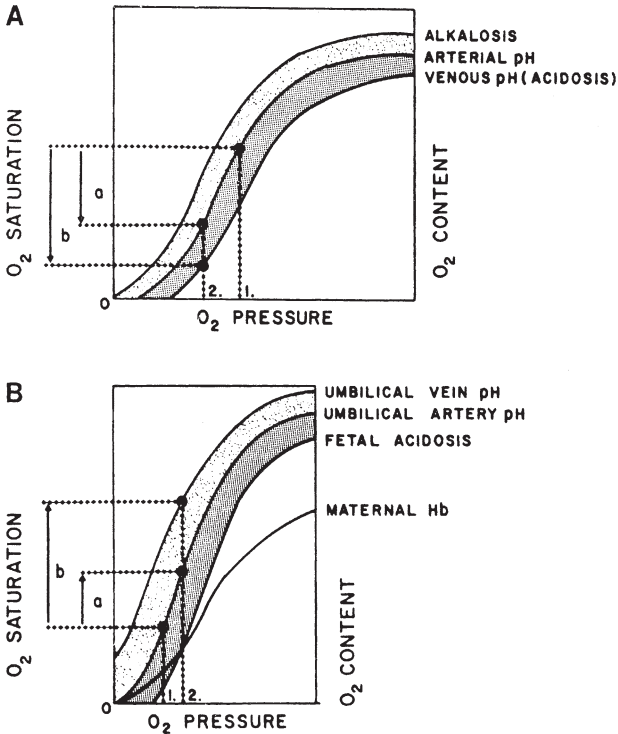 A
ALKALOSIS
ARTERIAL pH
VENOUS pH (ACIDOSIS)
O2 SATURATION
a
b
O2 CONTENT
0
2. 1.
O2 PRESSURE
B
UMBILICAL VEIN pH
UMBILICAL ARTERY pH
FETAL ACIDOSIS
MATERNAL Hb
O2 SATURATION
b
a
O2 CONTENT
0
1. 2.
O2 PRESSURE